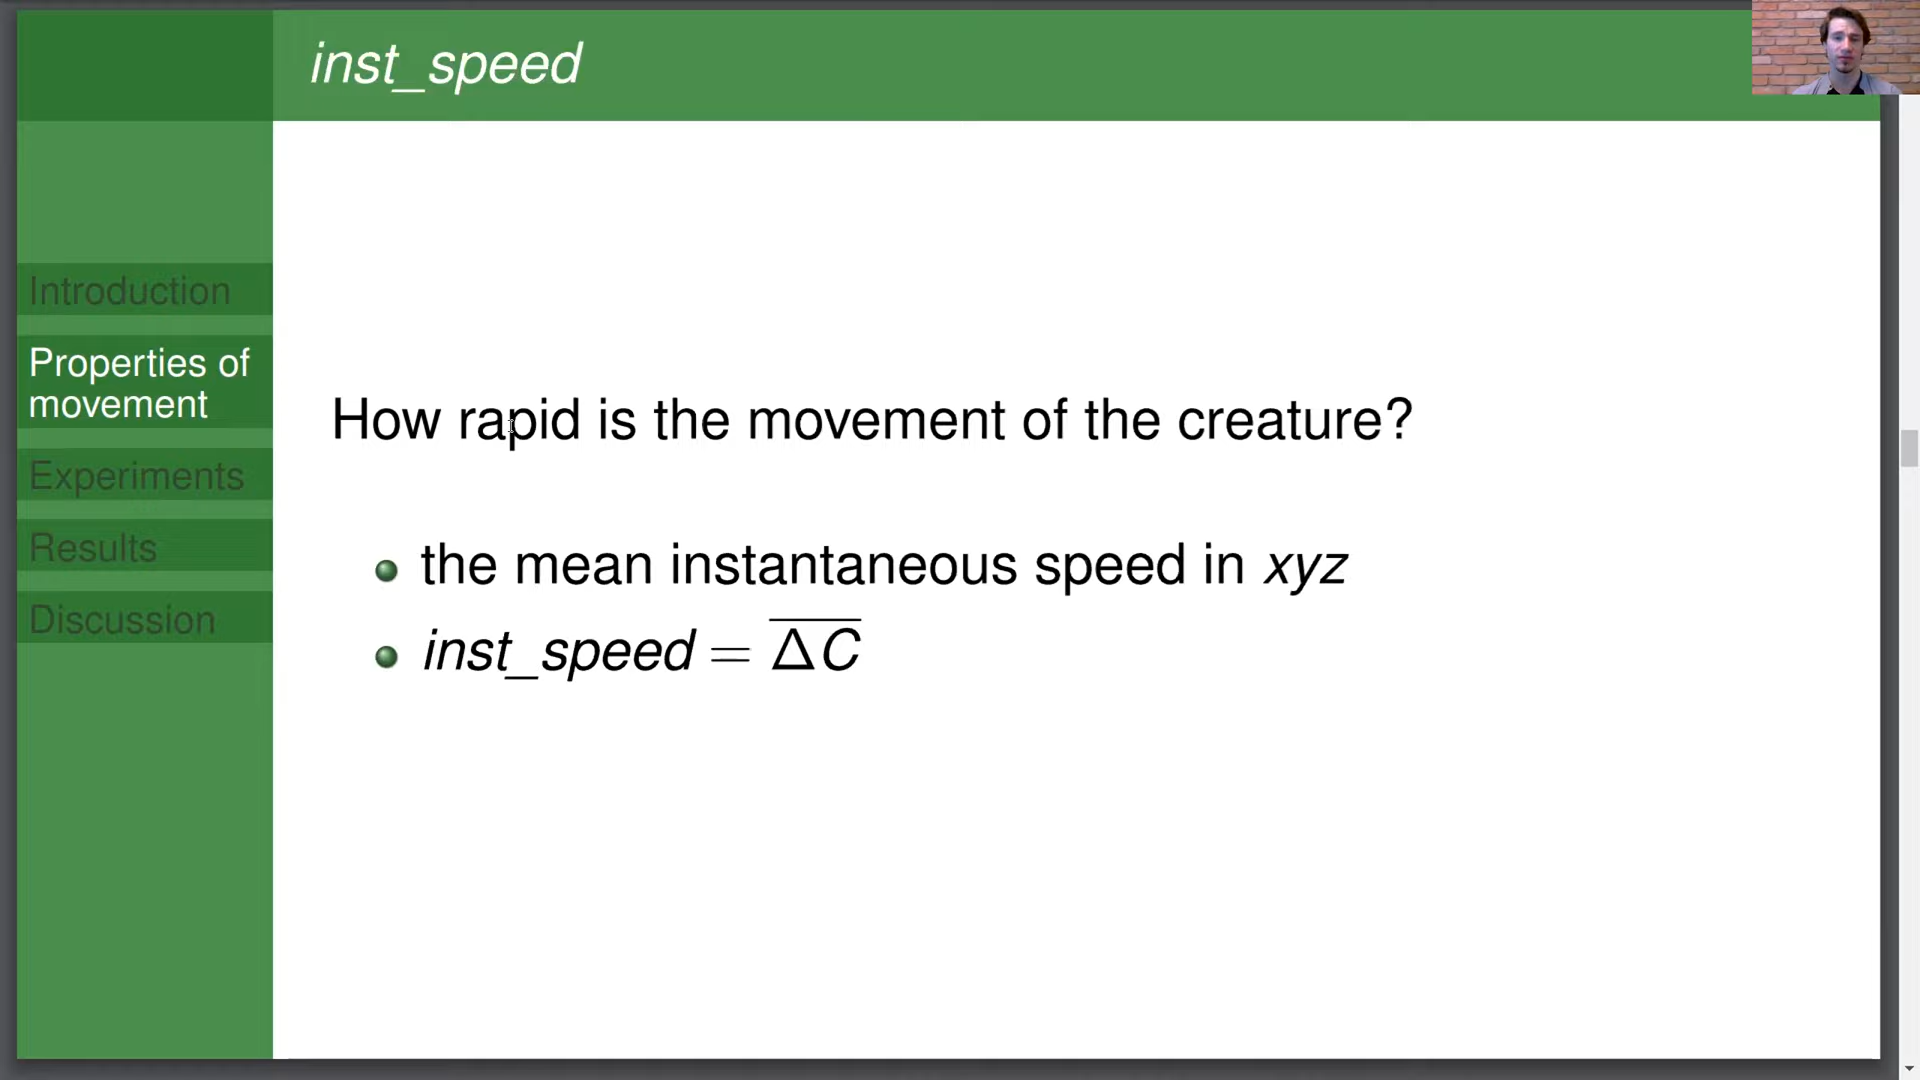 inst_speed
Introduction
Properties of
movement
Experiments
Results
Discussion
How rapid is the movement of the creature?
the mean instantaneous speed in xyz
inst_speed = \overline{ΔC}